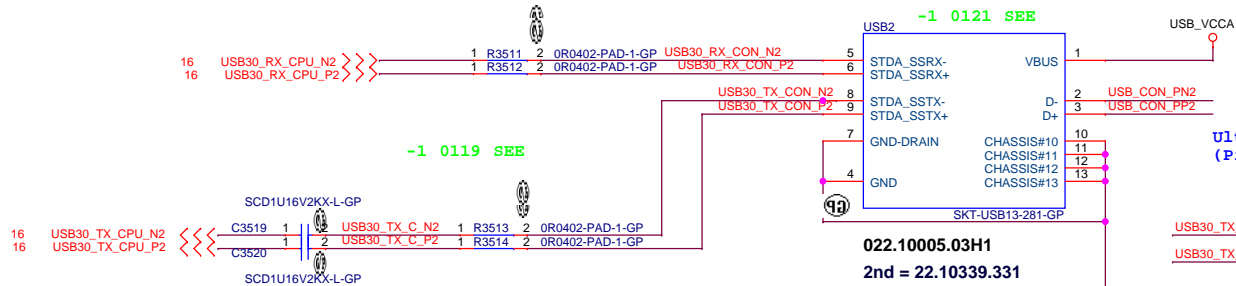 -1 0121 SEE
USB2
USB_VCCA
16 USB30_RX_CPU_N2 1 R3511 2 0R0402-PAD-1-GP USB30_RX_CON_N2 5 STDA_SSRX- VBUS 1
16 USB30_RX_CPU_P2 1 R3512 2 0R0402-PAD-1-GP USB30_RX_CON_P2 6 STDA_SSRX+
USB30_TX_CON_N2 8 STDA_SSTX- D- 2 USB_CON_PN2
USB30_TX_CON_P2 9 STDA_SSTX+ D+ 3 USB_CON_PP2
7 GND-DRAIN CHASSIS#10 10
CHASSIS#11 11
CHASSIS#12 12
4 GND CHASSIS#13 13
-1 0119 SEE
SCD1U16V2KX-L-GP
GP
SKT-USB13-281-GP
16 USB30_TX_CPU_N2 C3519 1 2 USB30_TX_C_N2 1 R3513 2 0R0402-PAD-1-GP
16 USB30_TX_CPU_P2 C3520 1 2 USB30_TX_C_P2 1 R3514 2 0R0402-PAD-1-GP
SCD1U16V2KX-L-GP
022.10005.03H1
2nd = 22.10339.331
USB30_TX_
USB30_TX_